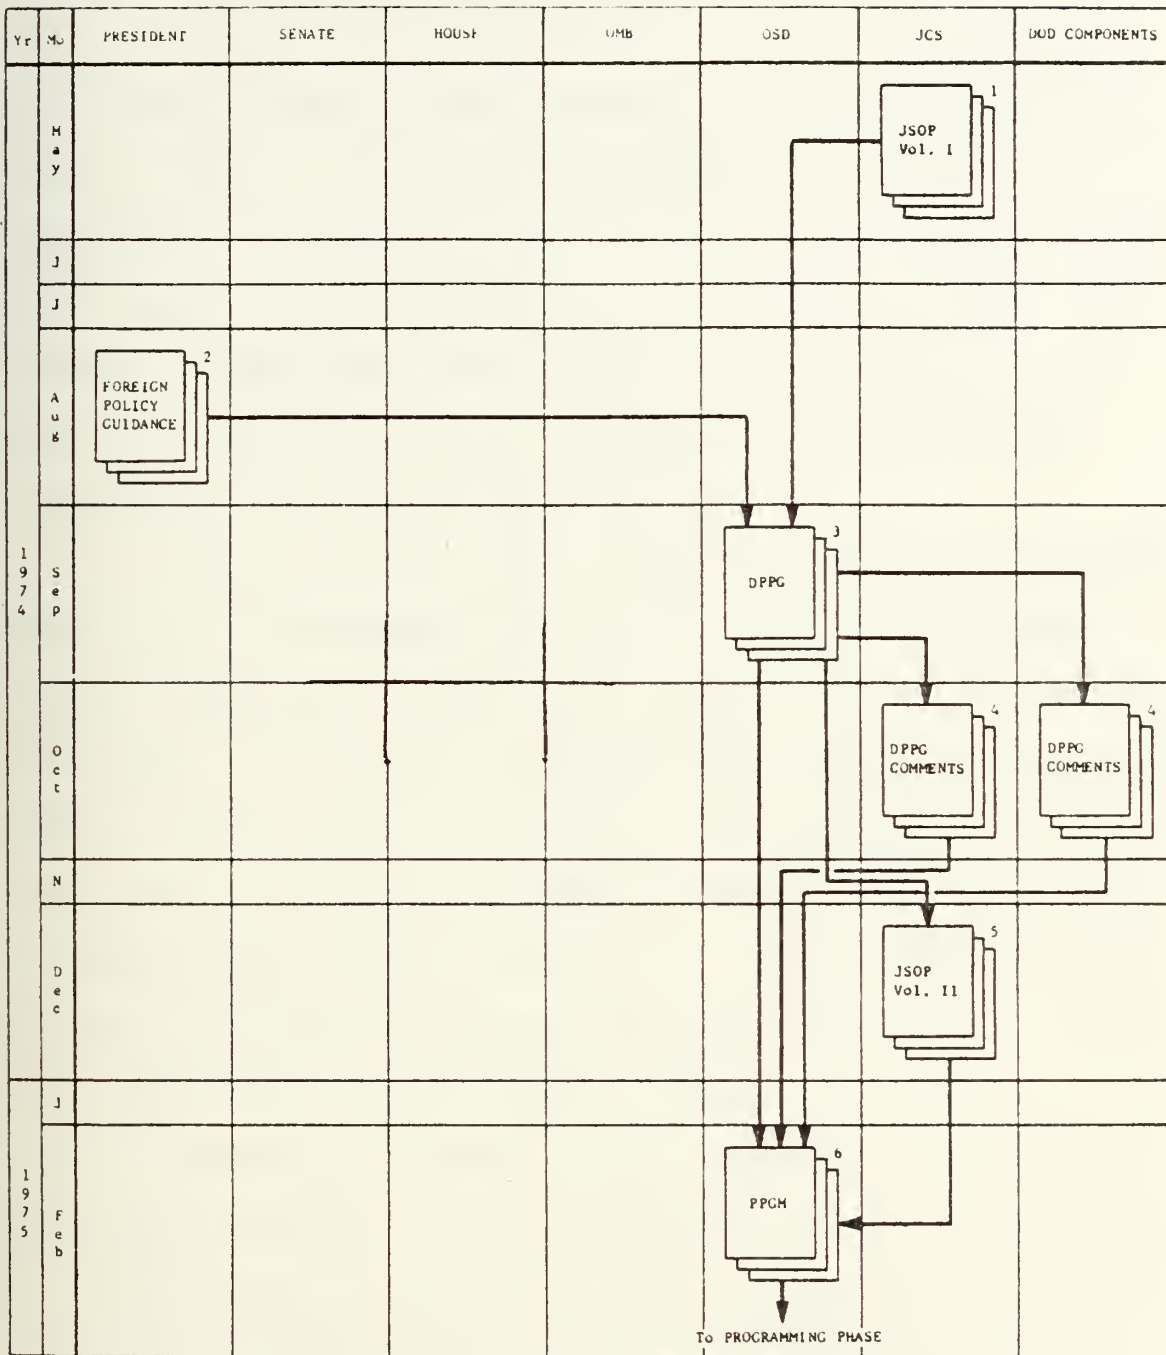 Yr Mo PRESIDENT SENATE HOUSE OMB OSD JCS DOD COMPONENTS
1974
May
1
JSOP
Vol. I
J
J
Aug
2
FOREIGN
POLICY
GUIDANCE
Sep
3
DPPG
Oct
4
DPPG
COMMENTS
4
DPPG
COMMENTS
N
Dec
5
JSOP
Vol. II
1975
J
Feb
6
PPGM
To PROGRAMMING PHASE